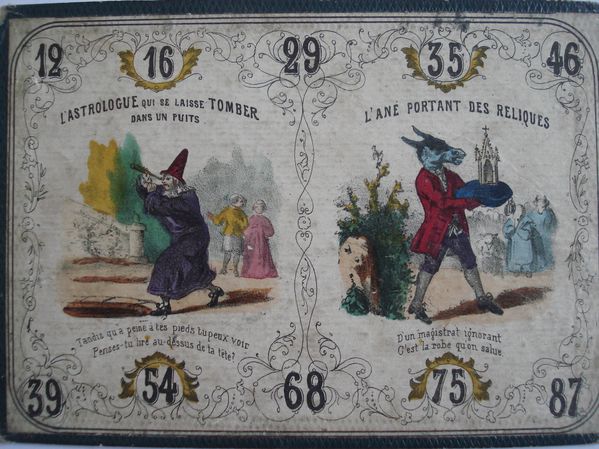 12 16 29 35 46
L'ASTROLOGUE QUI SE LAISSE TOMBER
DANS UN PUITS
L'ANE PORTANT DES RELIQUES
Tandis qu'à peine à tes pieds tu peux voir
Penses-tu lire au-dessus de ta tête?
D'un magistrat ignorant
C'est la robe qu'on salue
39 54 68 75 87